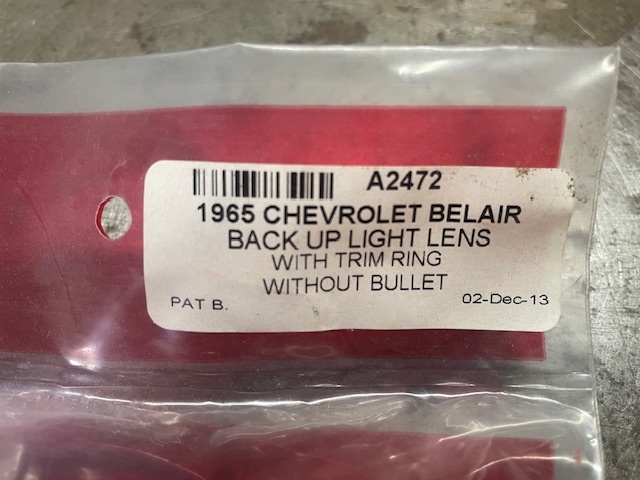 A2472
1965 CHEVROLET BELAIR
BACK UP LIGHT LENS
WITH TRIM RING
WITHOUT BULLET
PAT B. 02-Dec-13